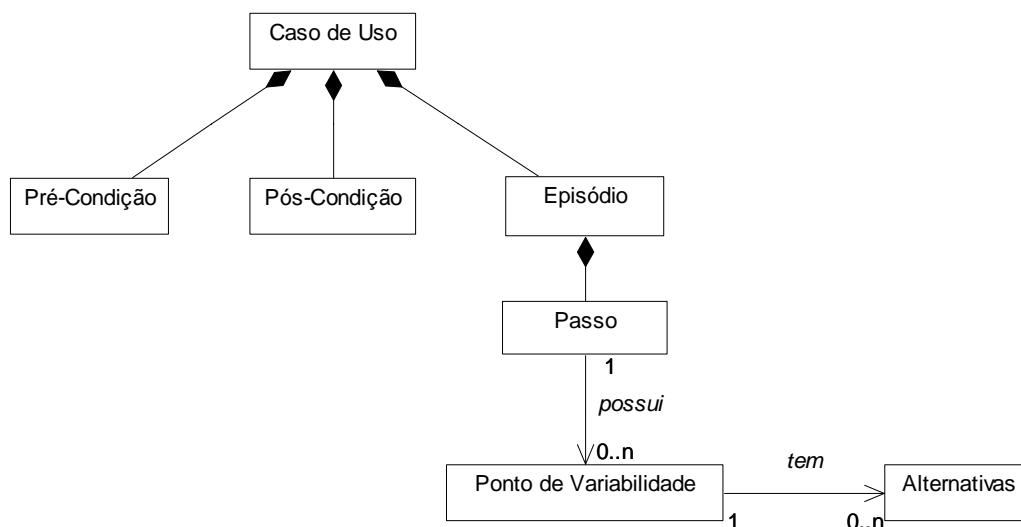 Caso de Uso
Pré-Condição
Pós-Condição
Episódio
Passo
1
possui
0..n
Ponto de Variabilidade
tem
Alternativas
1
0..n